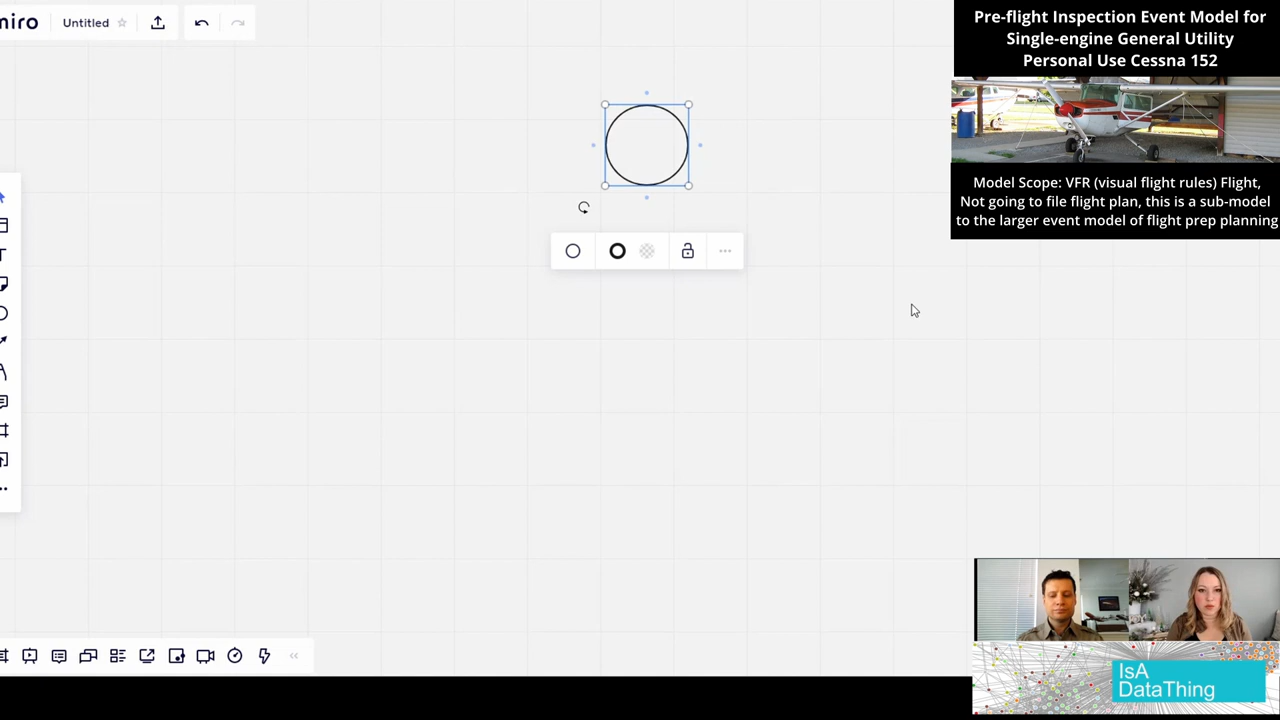 miro
Untitled
Pre-flight Inspection Event Model for
Single-engine General Utility
Personal Use Cessna 152
Model Scope: VFR (visual flight rules) Flight,
Not going to file flight plan, this is a sub-model
to the larger event model of flight prep planning
IsA
DataThing